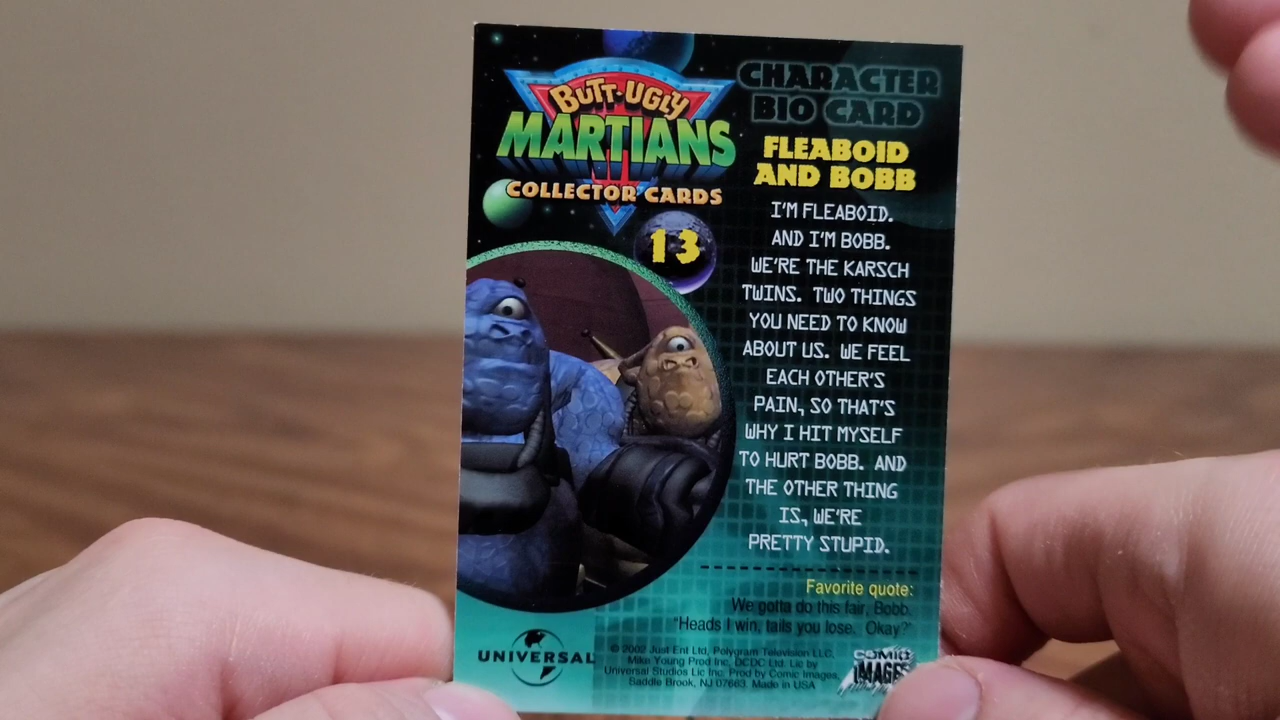 BUTT-UGLY
MARTIANS
COLLECTOR CARDS
13
CHARACTER
BIO CARD
FLEABOID
AND BOBB
I'M FLEABOID.
AND I'M BOBB.
WE'RE THE KARSCH
TWINS. TWO THINGS
YOU NEED TO KNOW
ABOUT US. WE FEEL
EACH OTHER'S
PAIN, SO THAT'S
WHY I HIT MYSELF
TO HURT BOBB. AND
THE OTHER THING
IS, WE'RE
PRETTY STUPID.
Favorite quote:
We gotta do this fair, Bobb.
"Heads I win, tails you lose. Okay?"
UNIVERSAL
© 2002 Just Ent Ltd, Polygram Television LLC,
Mike Young Prod Inc, DCDC Ltd. Lic by
Universal Studios Lic Inc. Prod by Comic Images,
Saddle Brook, NJ 07663. Made in USA
COMIC
IMAGES